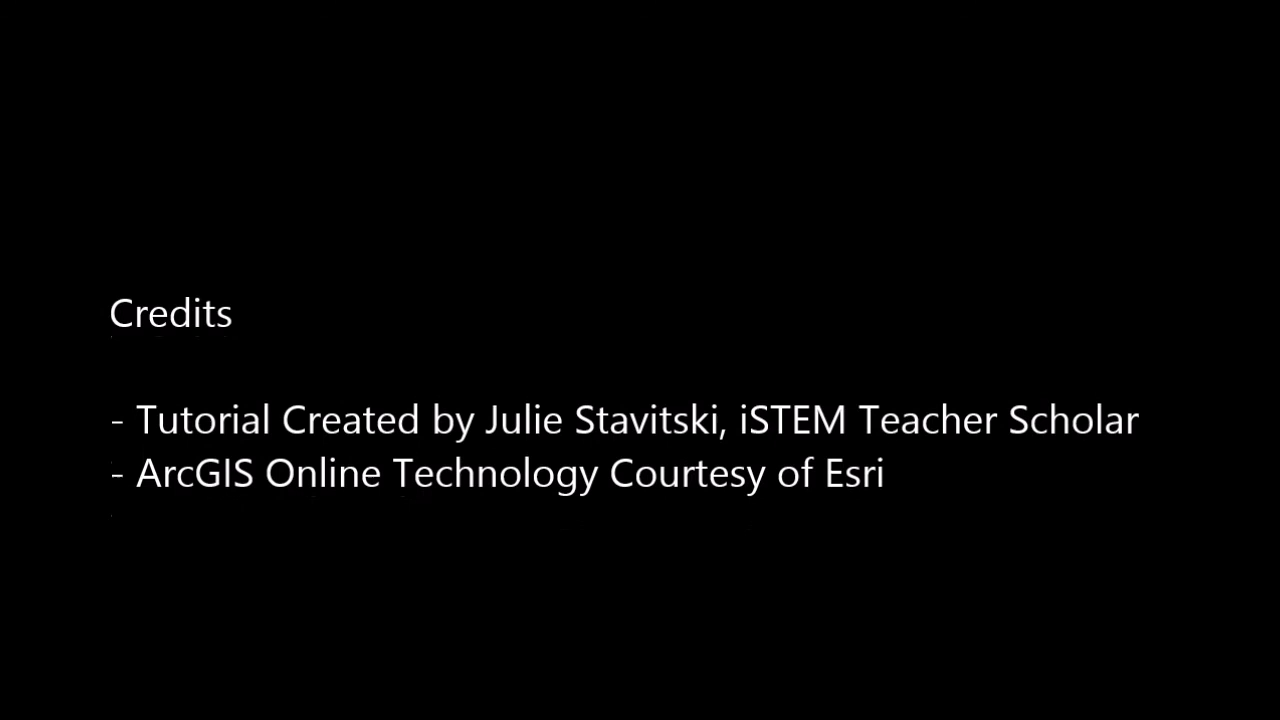 Credits
- Tutorial Created by Julie Stavitski, iSTEM Teacher Scholar
- ArcGIS Online Technology Courtesy of Esri